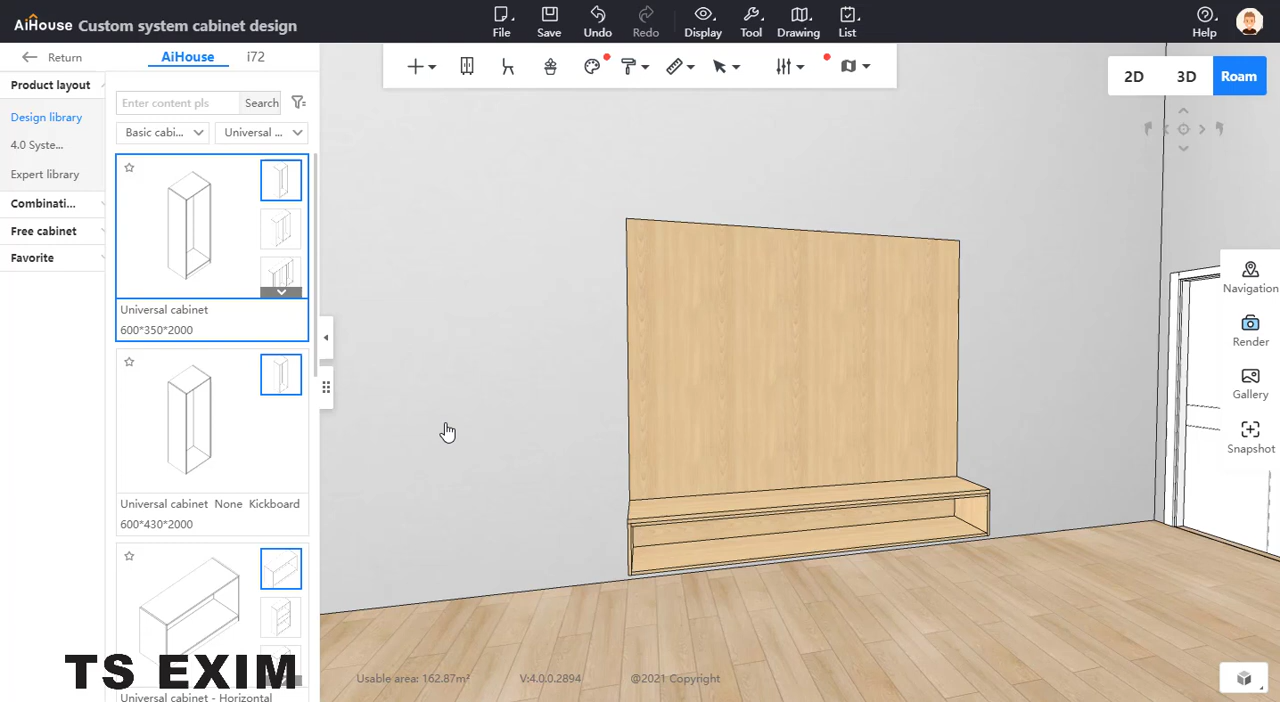 AiHouse Custom system cabinet design
File
Save
Undo
Redo
Display
Tool
Drawing
List
Help
Return
AiHouse
i72
2D
3D
Roam
Product layout
Design library
4.0 Syste...
Expert library
Combinati...
Free cabinet
Favorite
Enter content pls
Search
Basic cabi...
Universal ...
Universal cabinet
600*350*2000
Universal cabinet None Kickboard
600*430*2000
Universal cabinet - Horizontal
Navigation
Render
Gallery
Snapshot
TS EXIM
Usable area: 162.87m²
V:4.0.0.2894
@2021 Copyright